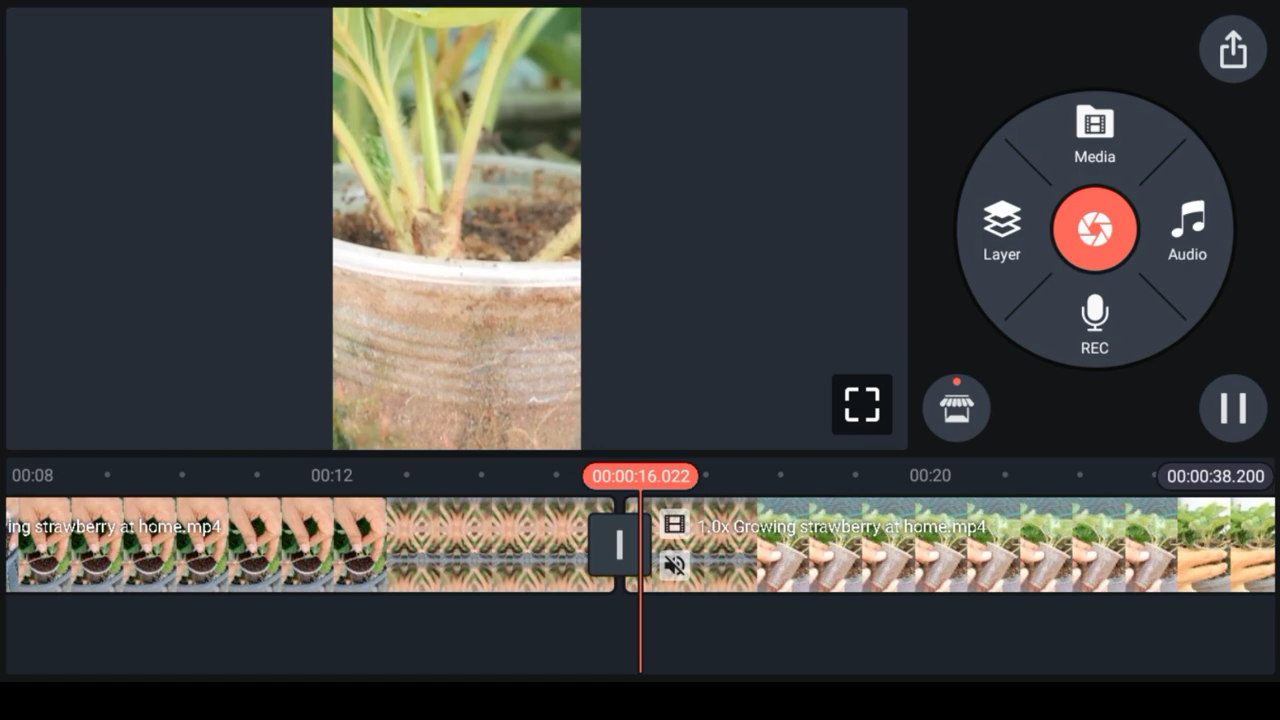 Media
Layer
Audio
REC
00:08
00:12
00:00:16.022
00:20
00:00:38.200
ing strawberry at home.mp4
1.0x Growing strawberry at home.mp4